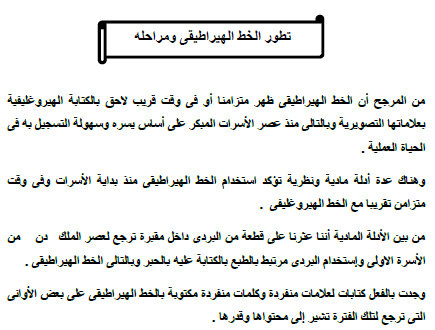 تطور الخط الهيراطيقى ومراحله
من المرجح أن الخط الهيراطيقى ظهر متزامنا أو فى وقت قريب لاحق بالكتابة الهيروغليفية
بعلاماتها التصويرية وبالتالى منذ عصر الأسرات المبكر على أساس يسره وسهولة التسجيل به فى
الحياة العملية .
وهناك عدة أدلة مادية ونظرية تؤكد استخدام الخط الهيراطيقى منذ بداية الأسرات وفى وقت
متزامن تقريبا مع الخط الهيروغليفى .
من بين الأدلة المادية أننا عثرنا على قطعة من البردى داخل مقبرة ترجع لعصر الملك دن من
الأسرة الاولى وإستخدام البردى مرتبط بالطبع بالكتابة عليه بالحبر وبالتالى الخط الهيراطيقى .
وجدت بالفعل كتابات لعلامات منفردة وكلمات منفردة مكتوبة بالخط الهيراطيقى على بعض الأوانى
التى ترجع لتلك الفترة تشير إلى محتواها وقدرها .